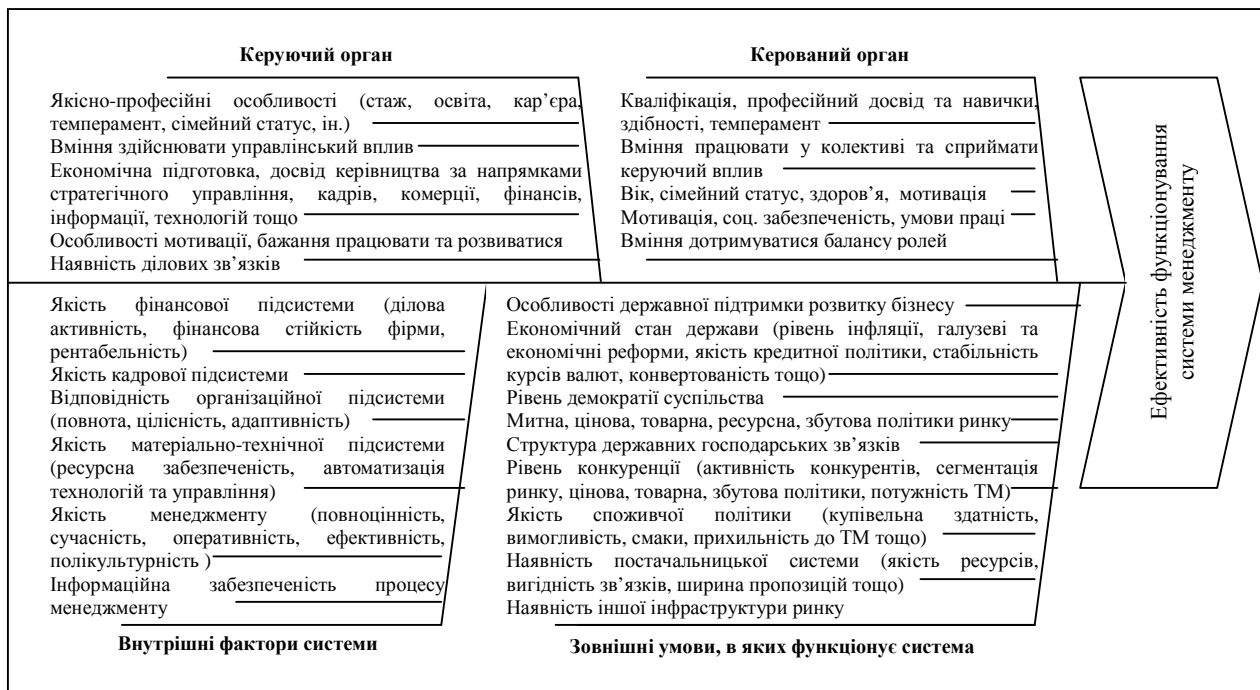 Керуючий орган
Якісно-професійні особливості (стаж, освіта, кар’єра,
темперамент, сімейний статус, ін.)
Вміння здійснювати управлінський вплив
Економічна підготовка, досвід керівництва за напрямками
стратегічного управління, кадрів, комерції, фінансів,
інформації, технологій тощо
Особливості мотивації, бажання працювати та розвиватися
Наявність ділових зв’язків
Керований орган
Кваліфікація, професійний досвід та навички,
здібності, темперамент
Вміння працювати у колективі та сприймати
керуючий вплив
Вік, сімейний статус, здоров’я, мотивація
Мотивація, соц. забезпеченість, умови праці
Вміння дотримуватися балансу ролей
Якість фінансової підсистеми (ділова
активність, фінансова стійкість фірми,
рентабельність)
Якість кадрової підсистеми
Відповідність організаційної підсистеми
(повнота, цілісність, адаптивність)
Якість матеріально-технічної підсистеми
(ресурсна забезпеченість, автоматизація
технологій та управління)
Якість менеджменту (повноцінність,
сучасність, оперативність, ефективність,
полікультурність )
Інформаційна забезпеченість процесу
менеджменту
Внутрішні фактори системи
Особливості державної підтримки розвитку бізнесу
Економічний стан держави (рівень інфляції, галузеві та
економічні реформи, якість кредитної політики, стабільність
курсів валют, конвертованість тощо)
Рівень демократії суспільства
Митна, цінова, товарна, ресурсна, збутова політики ринку
Структура державних господарських зв’язків
Рівень конкуренції (активність конкурентів, сегментація
ринку, цінова, товарна, збутова політики, потужність ТМ)
Якість споживчої політики (купівельна здатність,
вимогливість, смаки, прихильність до ТМ тощо)
Наявність постачальницької системи (якість ресурсів,
вигідність зв’язків, ширина пропозицій тощо)
Наявність іншої інфраструктури ринку
Зовнішні умови, в яких функціонує система
Ефективність функціонування
системи менеджменту